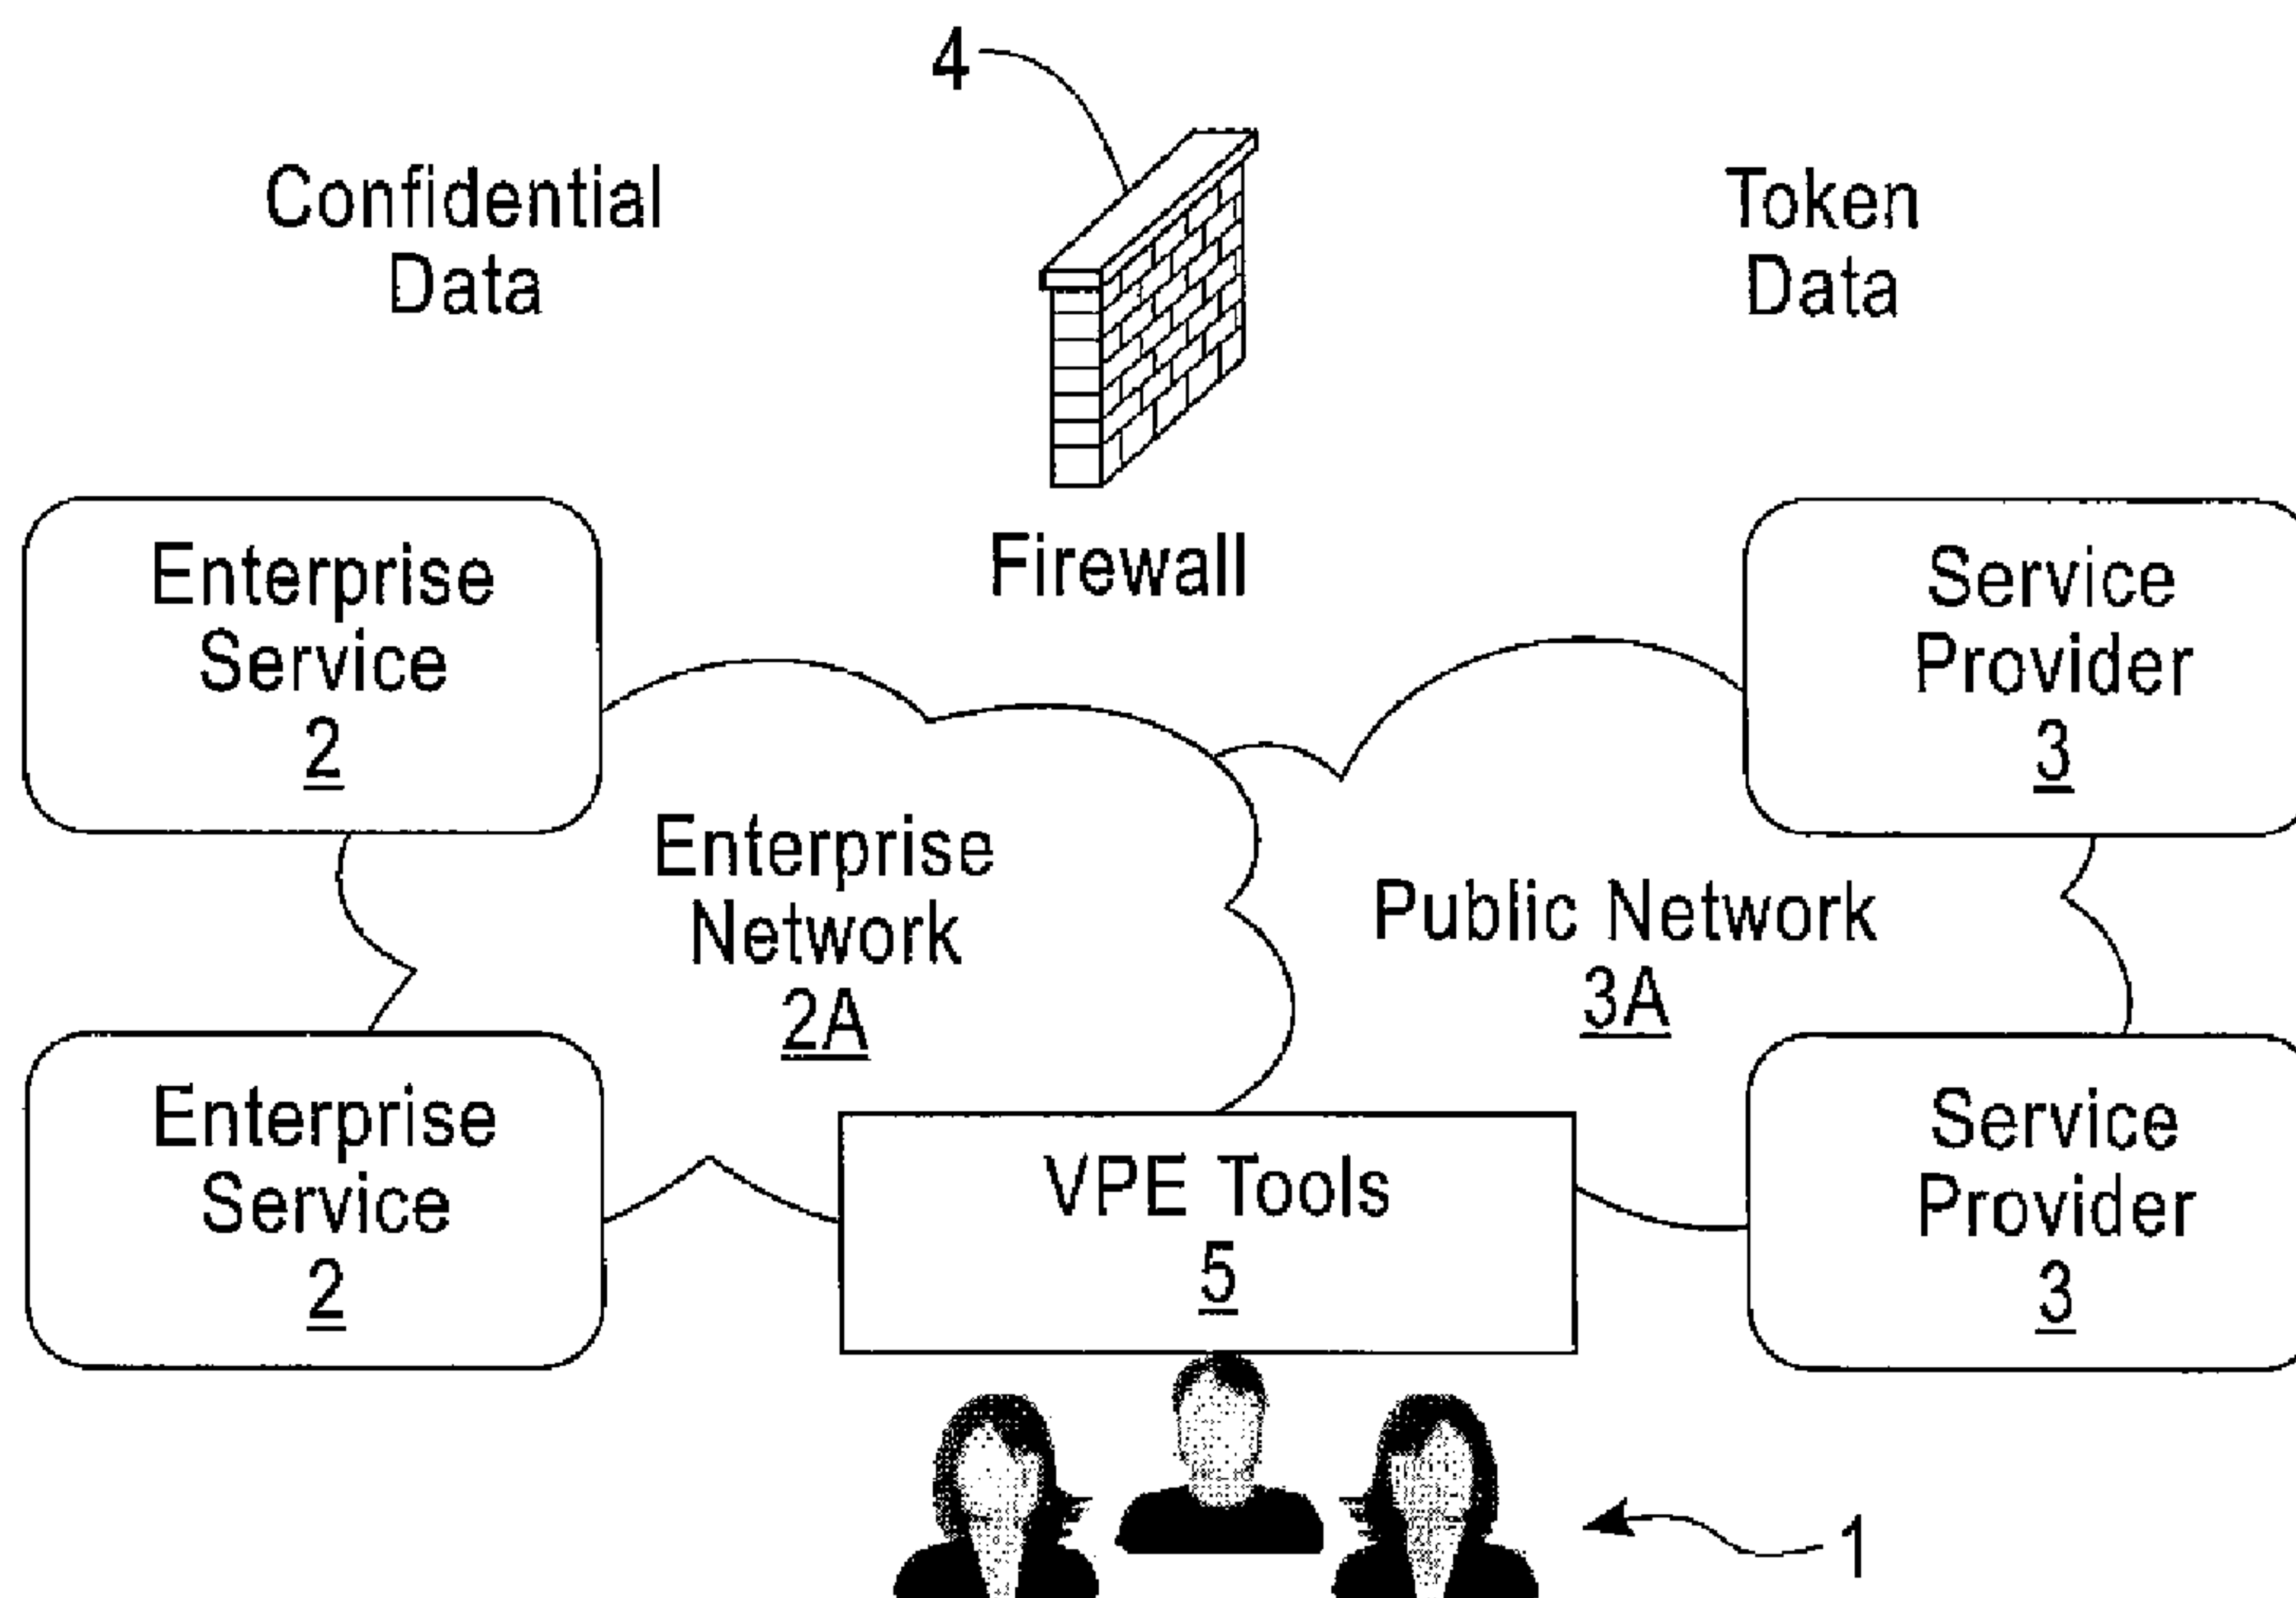 4
Confidential
Data
Token
Data
Firewall
Enterprise
Service
2
Service
Provider
3
Enterprise
Network
2A
Public Network
3A
Enterprise
Service
2
VPE Tools
5
Service
Provider
3
1